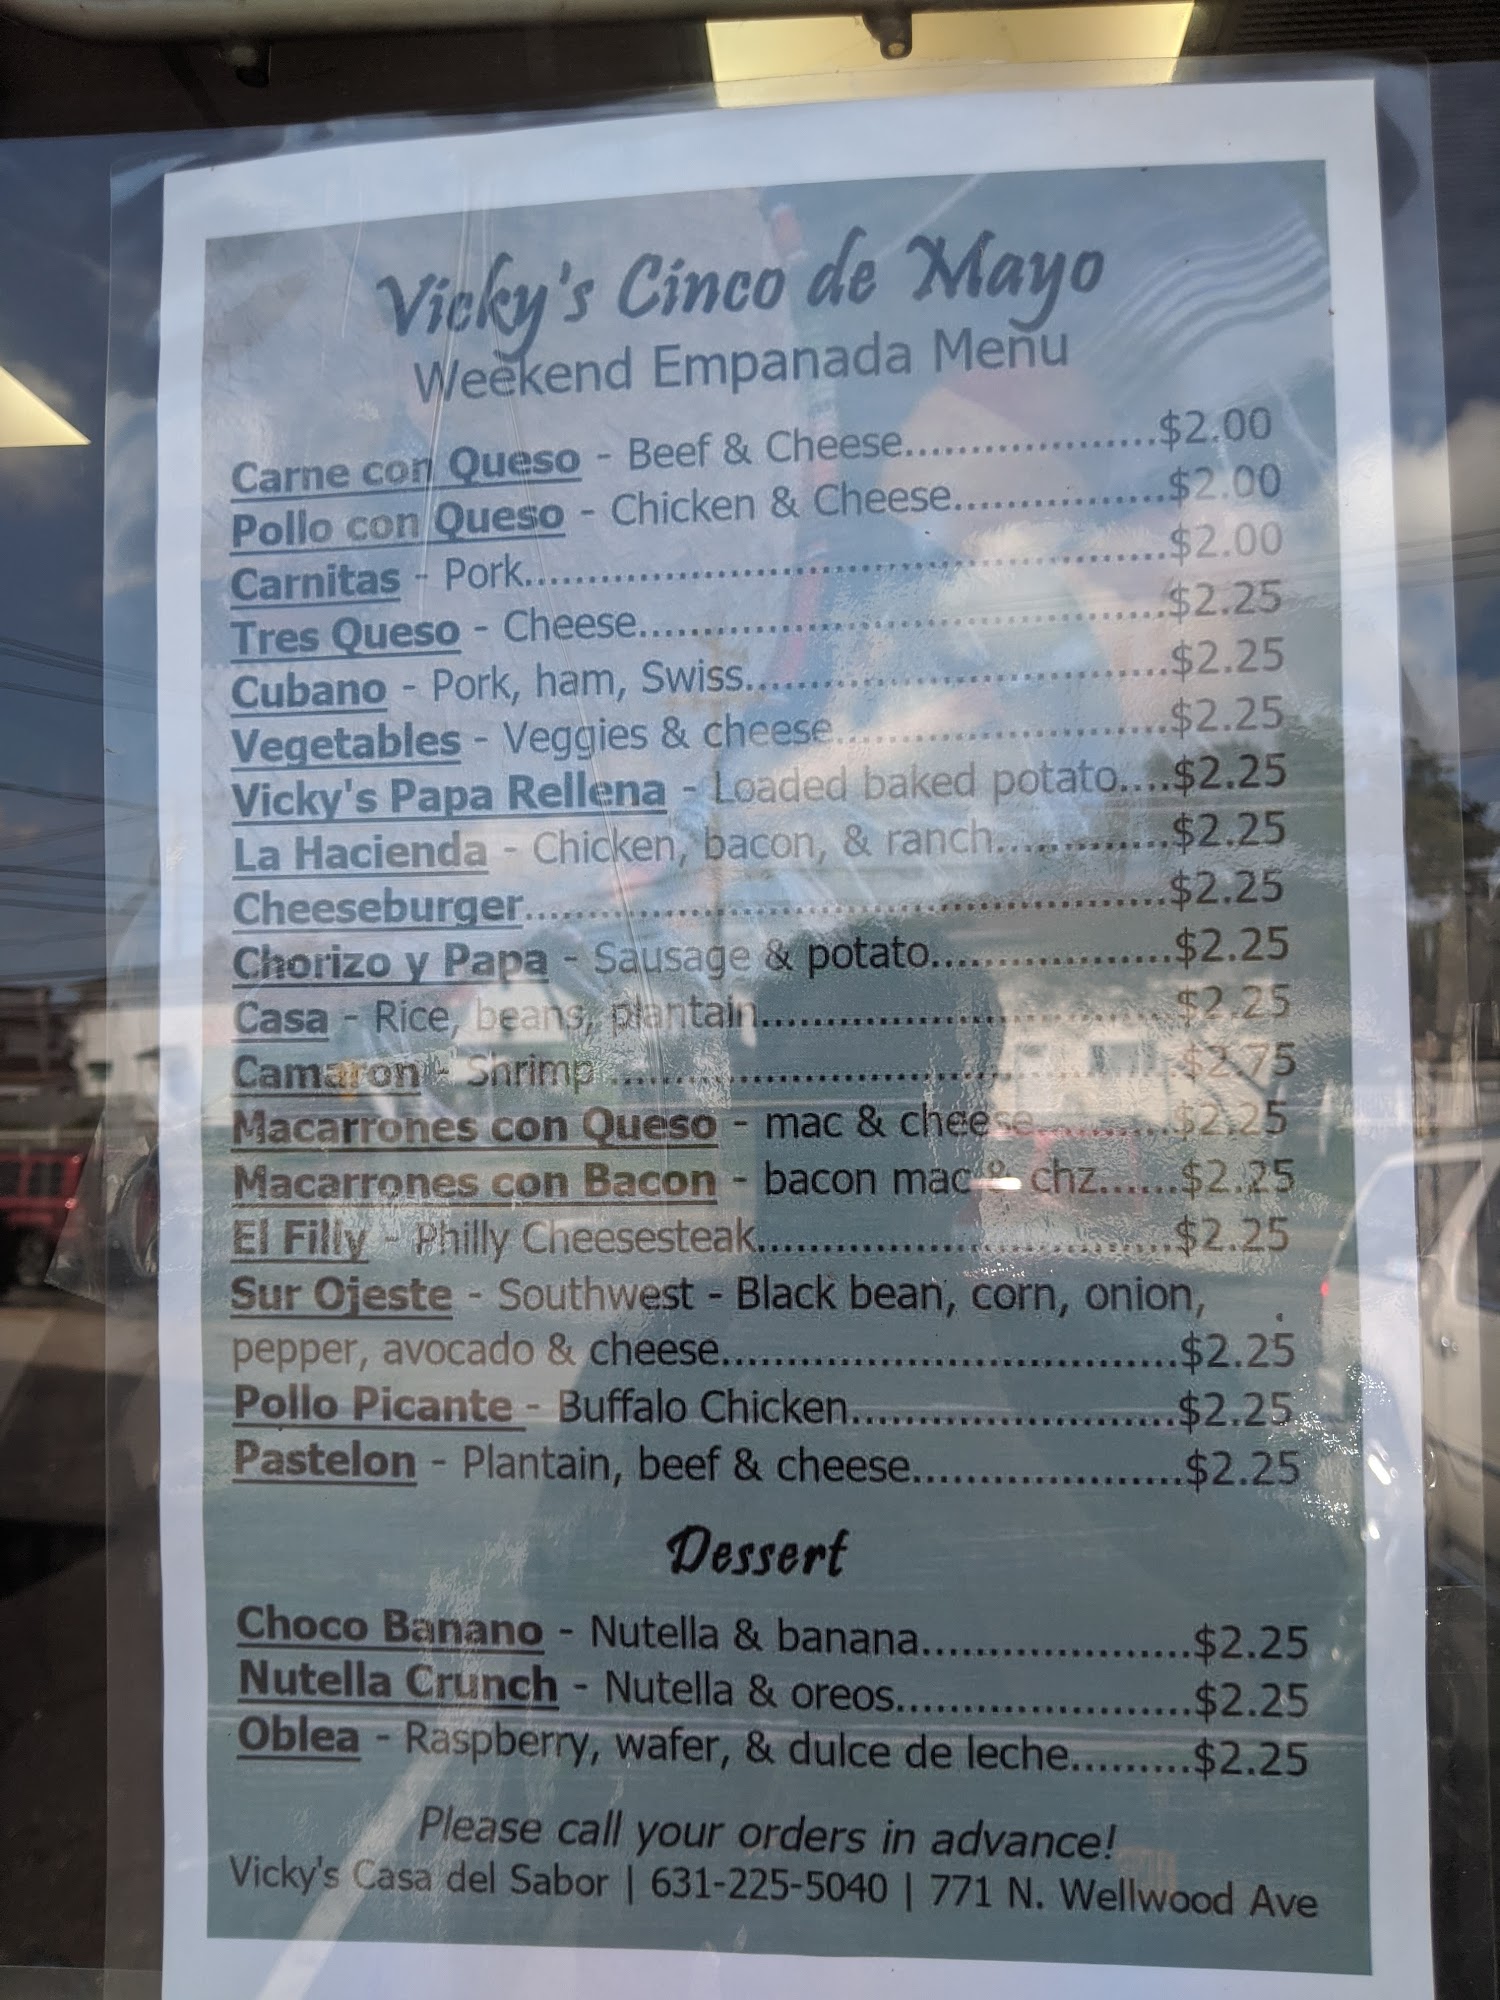 Vicky's Cinco de Mayo
Weekend Empanada Menu
Carne con Queso - Beef & Cheese...................$2.00
Pollo con Queso - Chicken & Cheese................$2.00
Carnitas - Pork................................................$2.00
Tres Queso - Cheese.......................................$2.25
Cubano - Pork, ham, Swiss...............................$2.25
Vegetables - Veggies & cheese.........................$2.25
Vicky's Papa Rellena - Loaded baked potato....$2.25
La Hacienda - Chicken, bacon, & ranch.............$2.25
Cheeseburger................................................$2.25
Chorizo y Papa - Sausage & potato..................$2.25
Casa - Rice, beans, plantain.............................. $2.25
Camaron - Shrimp ..........................................$2.75
Macarrones con Queso - mac & cheese...........$2.25
Macarrones con Bacon - bacon mac & chz......$2.25
El Filly - Philly Cheesesteak...............................$2.25
Sur Ojeste - Southwest - Black bean, corn, onion,
pepper, avocado & cheese..................................$2.25
Pollo Picante - Buffalo Chicken........................$2.25
Pastelon - Plantain, beef & cheese....................$2.25
Dessert
Choco Banano - Nutella & banana....................$2.25
Nutella Crunch - Nutella & oreos......................$2.25
Oblea - Raspberry, wafer, & dulce de leche.........$2.25
Please call your orders in advance!
Vicky's Casa del Sabor | 631-225-5040 | 771 N. Wellwood Ave